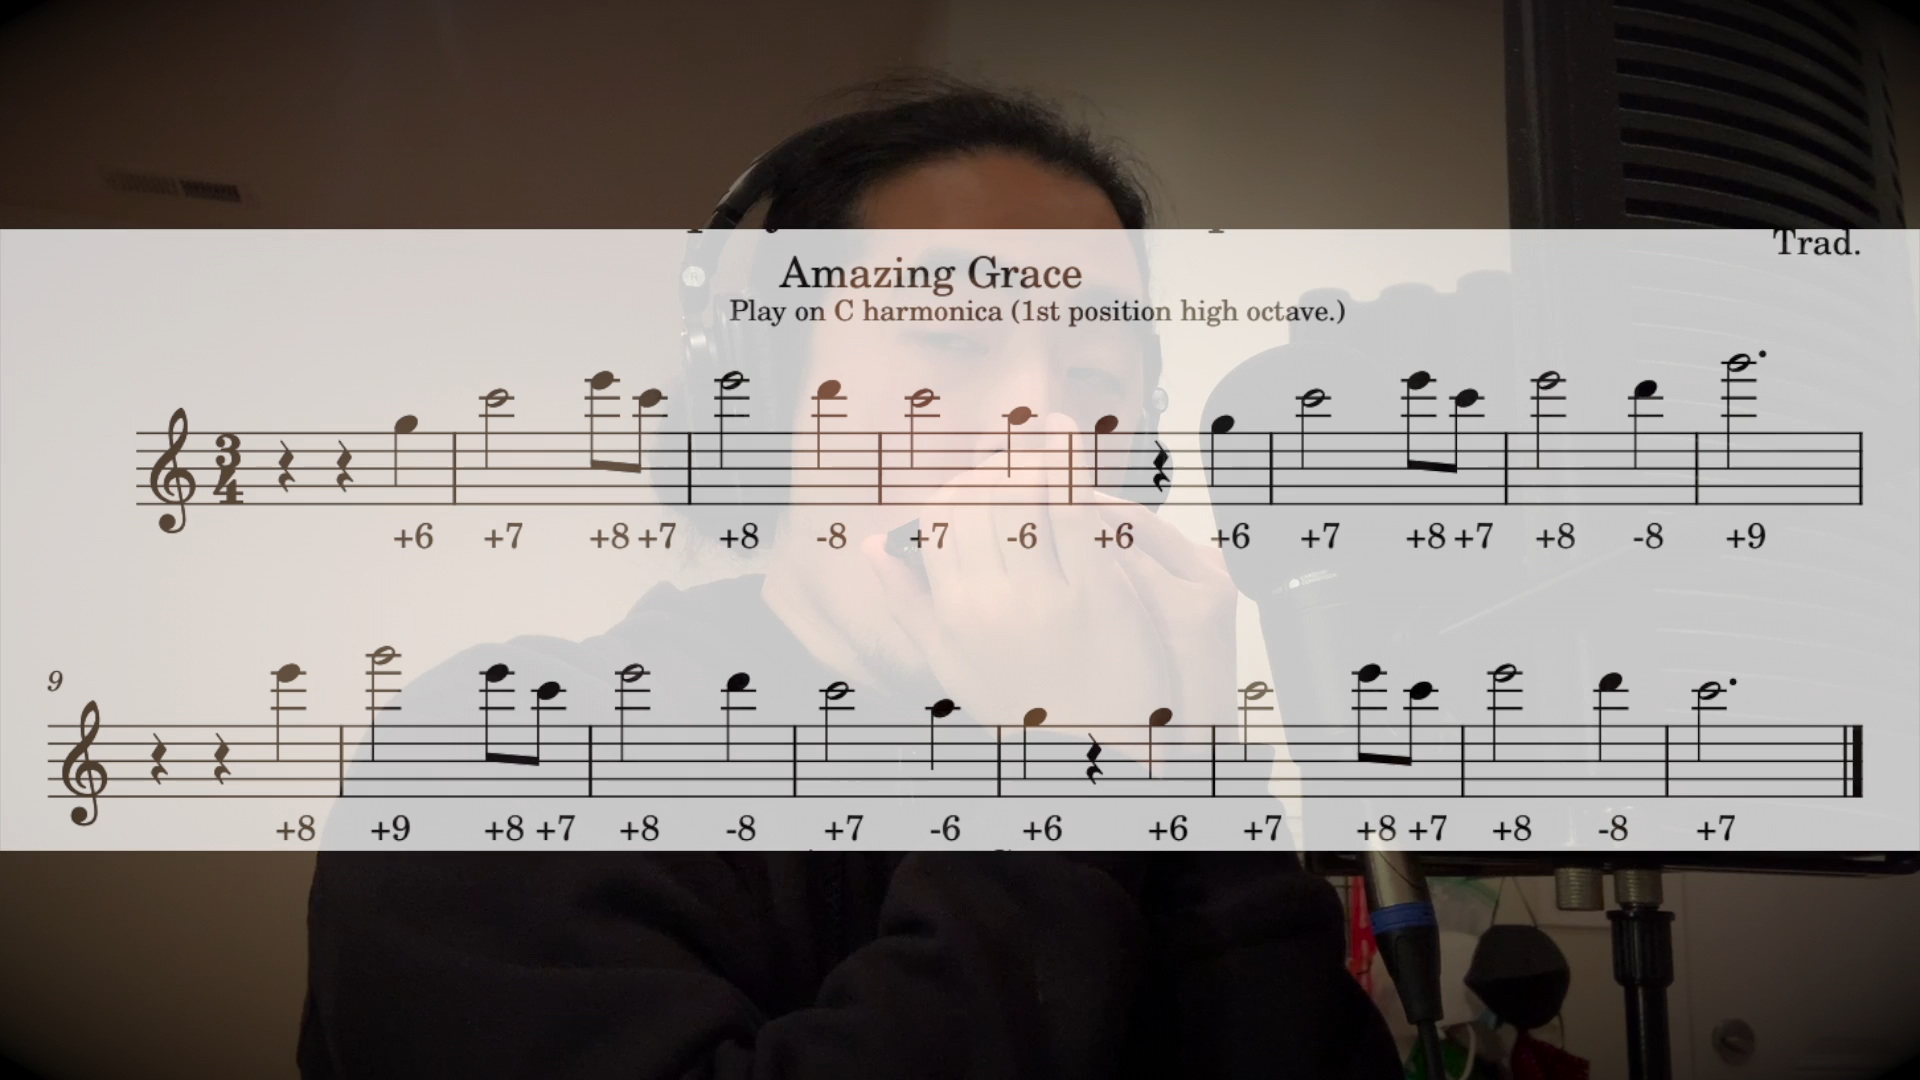 Trad.
Amazing Grace
Play on C harmonica (1st position high octave.)
3
4
+6 +7 +8 +7 +8 -8 +7 -6 +6 +6 +7 +8 +7 +8 -8 +9
9
+8 +9 +8 +7 +8 -8 +7 -6 +6 +6 +7 +8 +7 +8 -8 +7